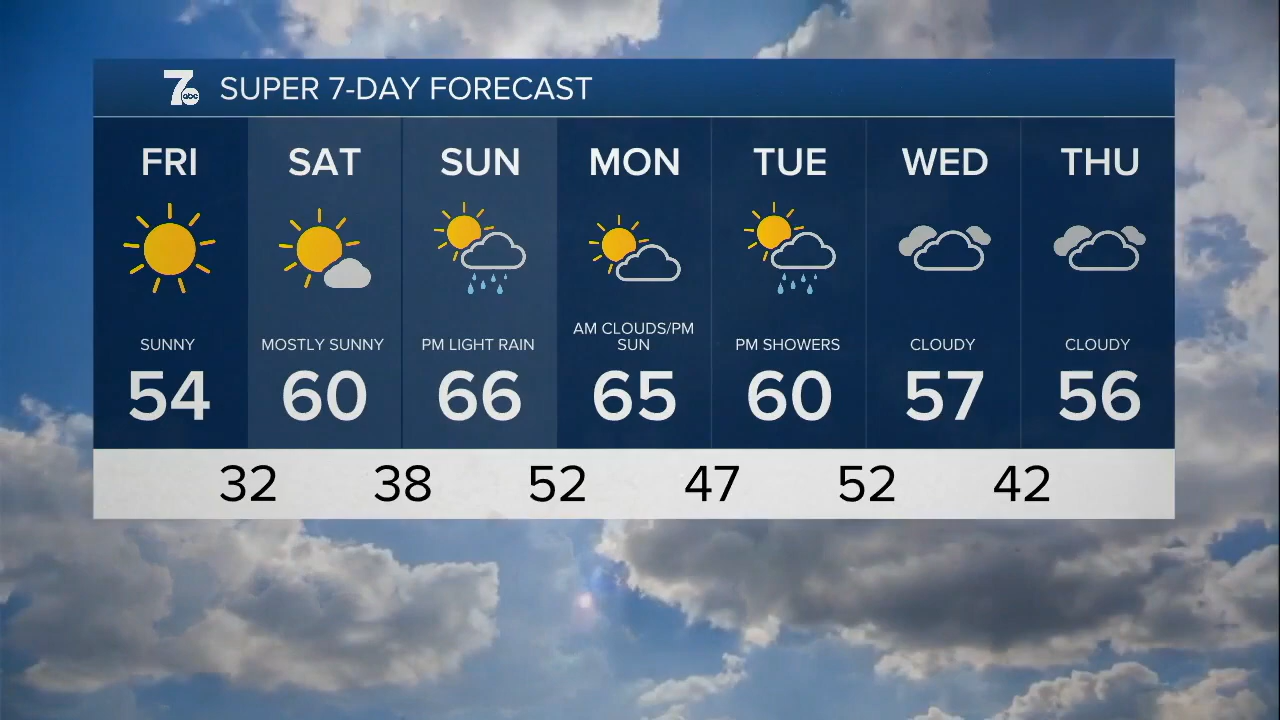 7 abc SUPER 7-DAY FORECAST
FRI SAT SUN MON TUE WED THU
SUNNY MOSTLY SUNNY PM LIGHT RAIN AM CLOUDS/PM SUN PM SHOWERS CLOUDY CLOUDY
54 60 66 65 60 57 56
32 38 52 47 52 42